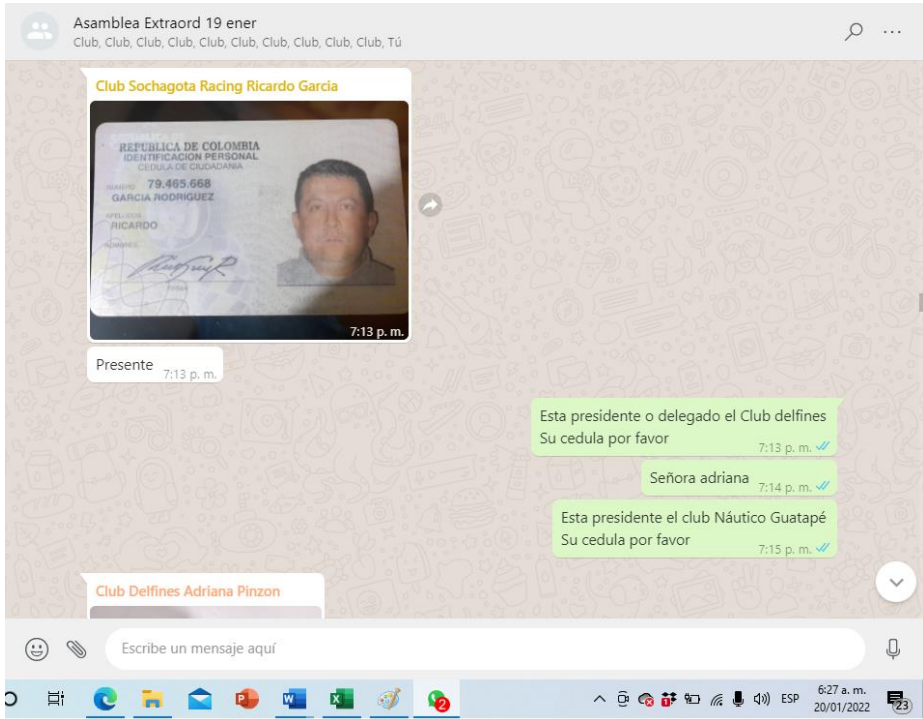 Asamblea Extraord 19 ener
Club, Club, Club, Club, Club, Club, Club, Club, Club, Club, Tú
Club Sochagota Racing Ricardo Garcia
REPUBLICA DE COLOMBIA
IDENTIFICACION PERSONAL
CEDULA DE CIUDADANIA
NUMERO 79.465.668
GARCIA RODRIGUEZ
APELLIDOS
RICARDO
NOMBRES
7:13 p. m.
Presente
7:13 p. m.
Esta presidente o delegado el Club delfines
Su cedula por favor
7:13 p. m.
Señora adriana
7:14 p. m.
Esta presidente el club Náutico Guatapé
Su cedula por favor
7:15 p. m.
Club Delfines Adriana Pinzon
Escribe un mensaje aquí
ESP
6:27 a. m.
20/01/2022
23
2